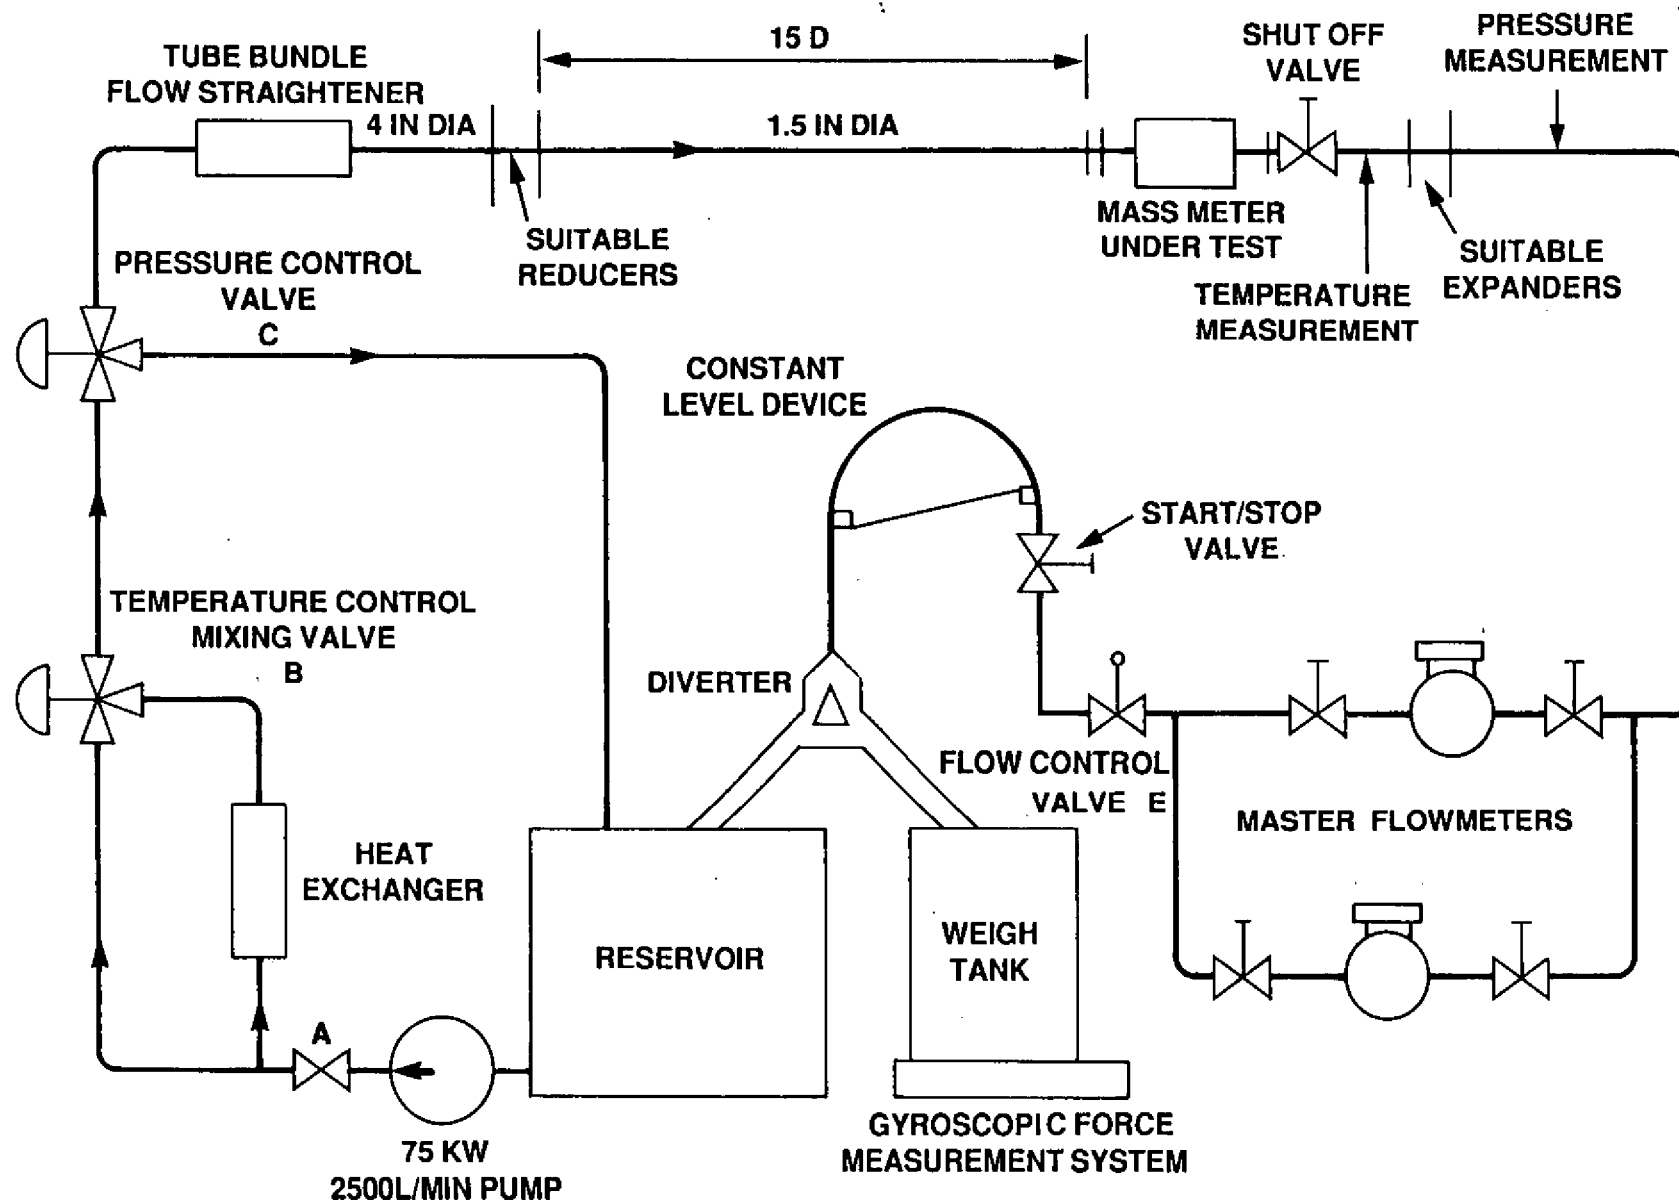 TUBE BUNDLE
FLOW STRAIGHTENER
4 IN DIA
15 D
1.5 IN DIA
SHUT OFF
VALVE
PRESSURE
MEASUREMENT
SUITABLE
REDUCERS
MASS METER
UNDER TEST
TEMPERATURE
MEASUREMENT
SUITABLE
EXPANDERS
PRESSURE CONTROL
VALVE
C
CONSTANT
LEVEL DEVICE
START/STOP
VALVE
TEMPERATURE CONTROL
MIXING VALVE
B
DIVERTER
FLOW CONTROL
VALVE E
MASTER FLOWMETERS
HEAT
EXCHANGER
RESERVOIR
WEIGH
TANK
A
75 KW
2500L/MIN PUMP
GYROSCOPIC FORCE
MEASUREMENT SYSTEM